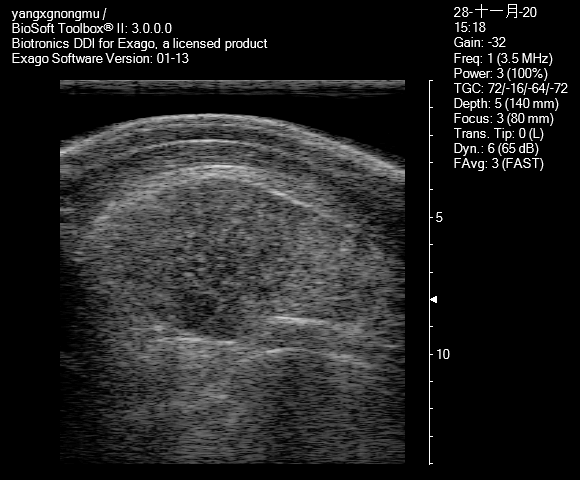 yangxgnongmu /
BioSoft Toolbox® II: 3.0.0.0
Biotronics DDI for Exago, a licensed product
Exago Software Version: 01-13
28-十一月-20
15:18
Gain: -32
Freq: 1 (3.5 MHz)
Power: 3 (100%)
TGC: 72/-16/-64/-72
Depth: 5 (140 mm)
Focus: 3 (80 mm)
Trans. Tip: 0 (L)
Dyn.: 6 (65 dB)
FAvg: 3 (FAST)
5
10